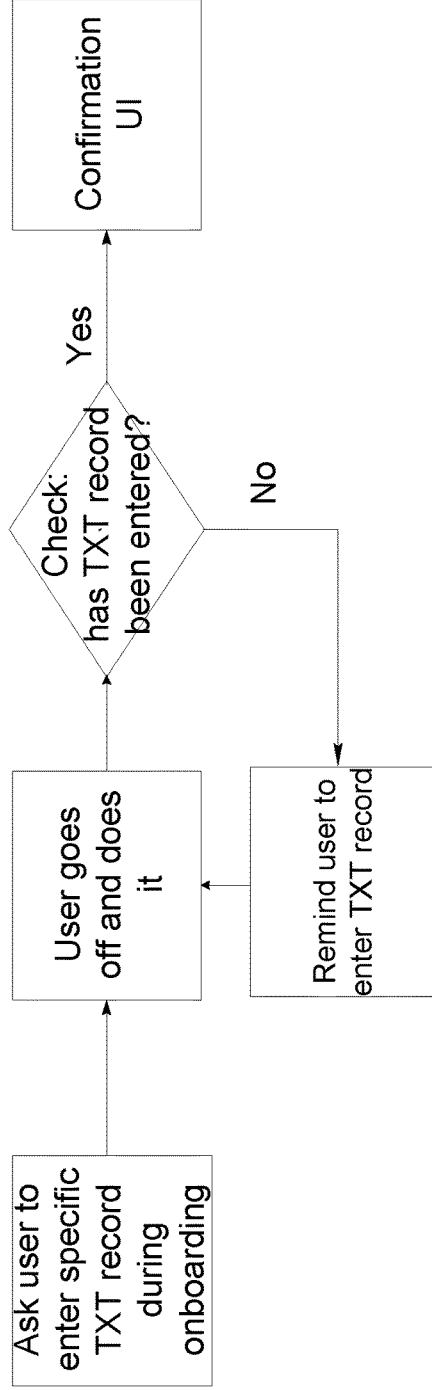 Ask user to
enter specific
TXT record
during
onboarding
User goes
off and does
it
Check:
has TXT record
been entered?
Yes
Confirmation
UI
No
Remind user to
enter TXT record